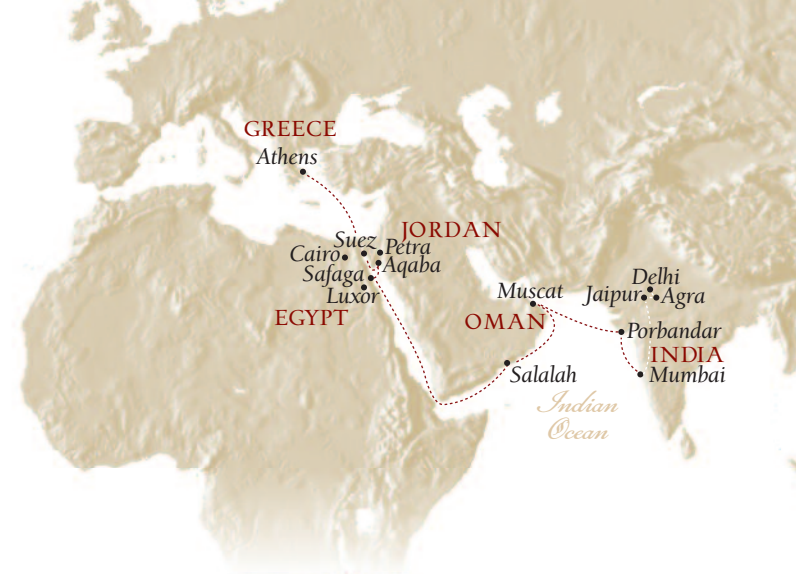 GREECE
Athens
JORDAN
Suez
Petra
Cairo
Aqaba
Safaga
Luxor
EGYPT
Muscat
OMAN
Salalah
Delhi
Jaipur
Agra
Porbandar
INDIA
Mumbai
Indian
Ocean